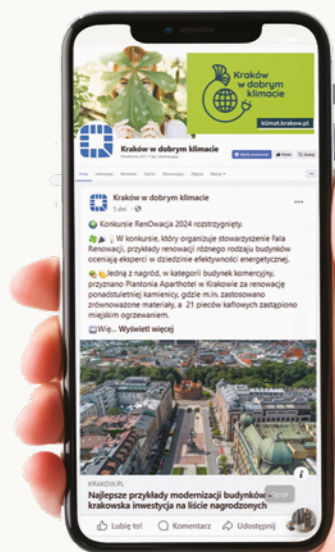 Kraków
w dobrym
klimacie
klimat.krakow.pl
Kraków w dobrym klimacie
Kraków w dobrym klimacie
5 dni
Konkursie RenOwacja 2024 rozstrzygnięty.
W konkursie, który organizuje stowarzyszenie Fala
Renowacji, przykłady renowacji różnego rodzaju budynków
oceniają eksperci w dziedzinie efektywności energetycznej.
Jedną z nagród, w kategorii budynek komercyjny,
przyznano Plantonia Aparthotel w Krakowie za renowację
ponadstuletniej kamienicy, gdzie m.in. zastosowano
zrównoważone materiały, a 21 pieców kaflowych zastąpiono
miejskim ogrzewaniem.
Wię... Wyświetl więcej
KRAKOW.PL
Najlepsze przykłady modernizacji budynków –
krakowska inwestycja na liście nagrodzonych
Lubię to! Komentarz Udostępnij